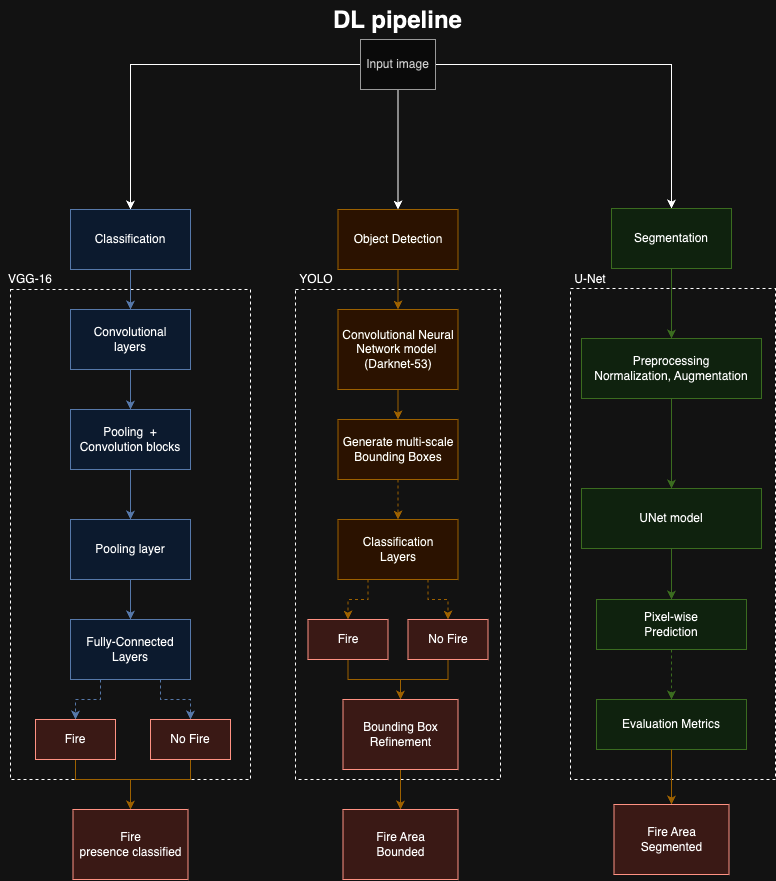 DL pipeline
Input image
Classification
Object Detection
Segmentation
VGG-16
Convolutional
layers
Pooling +
Convolution blocks
Pooling layer
Fully-Connected
Layers
Fire
No Fire
Fire
presence classified
YOLO
Convolutional Neural
Network model
(Darknet-53)
Generate multi-scale
Bounding Boxes
Classification
Layers
Fire
No Fire
Bounding Box
Refinement
Fire Area
Bounded
U-Net
Preprocessing
Normalization, Augmentation
UNet model
Pixel-wise
Prediction
Evaluation Metrics
Fire Area
Segmented